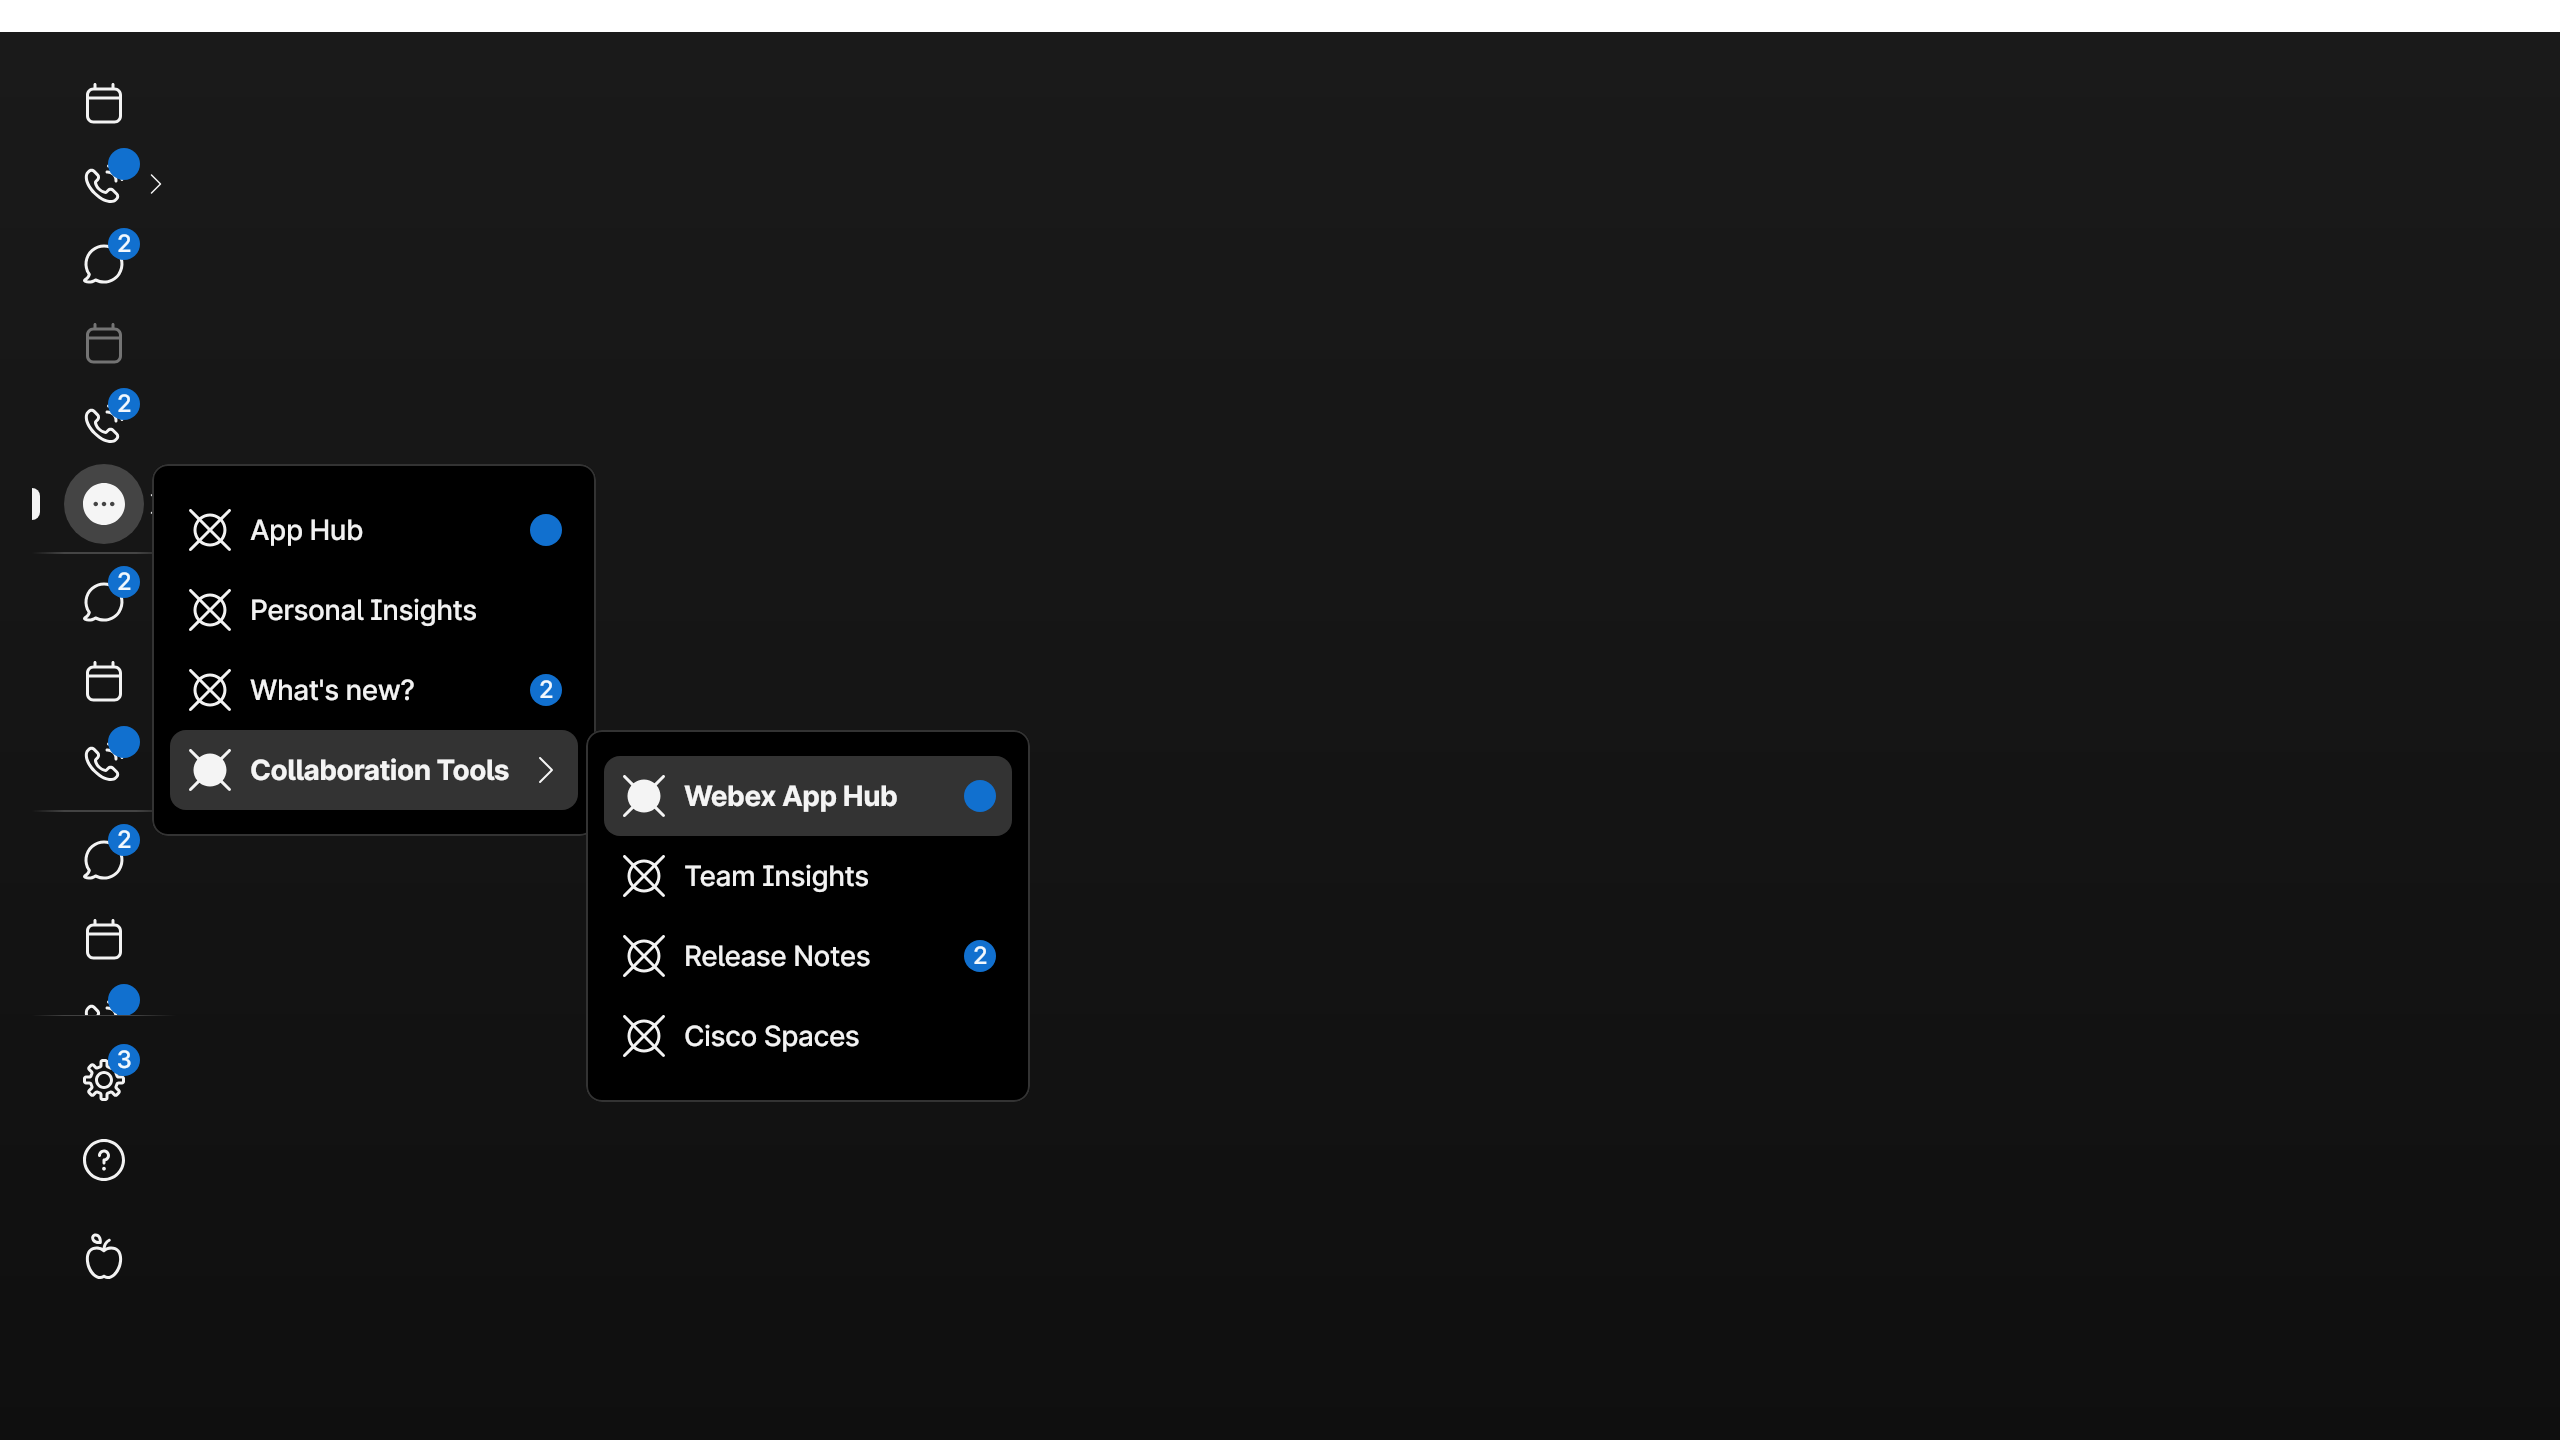 2
2
2
2
3
App Hub
Personal Insights
What's new? 2
Collaboration Tools
Webex App Hub
Team Insights
Release Notes 2
Cisco Spaces